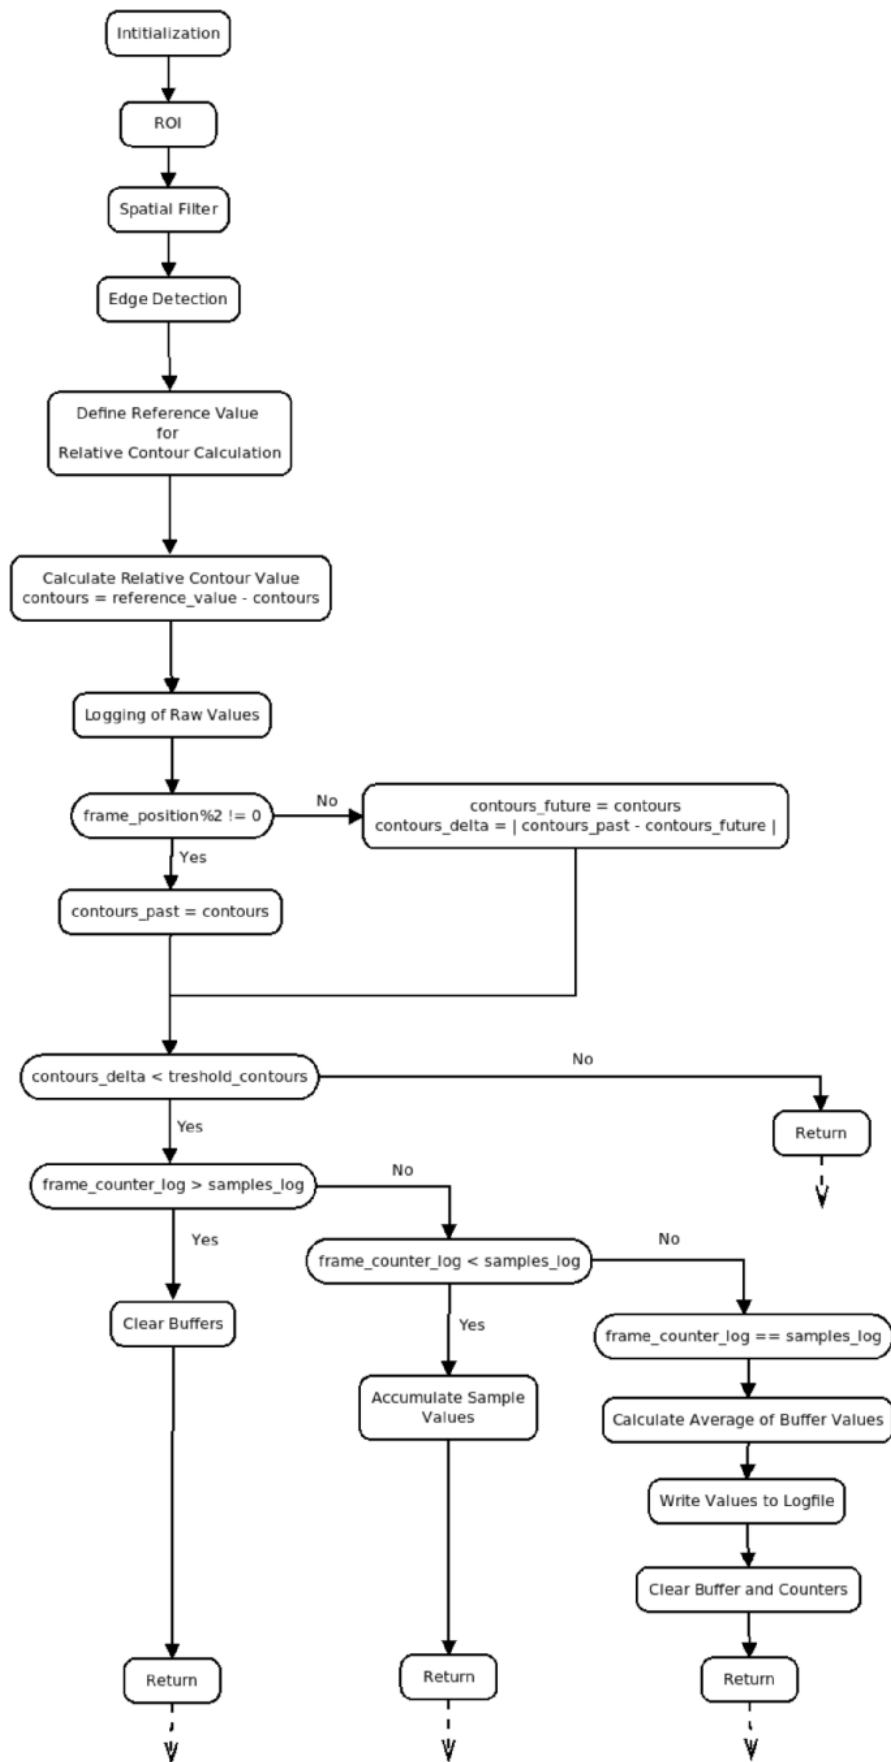 Intitialization
ROI
Spatial Filter
Edge Detection
Define Reference Value
for
Relative Contour Calculation
Calculate Relative Contour Value
contours = reference_value - contours
Logging of Raw Values
frame_position%2 != 0
No
contours_future = contours
contours_delta = | contours_past - contours_future |
Yes
contours_past = contours
contours_delta < treshold_contours
No
Return
Yes
frame_counter_log > samples_log
No
Yes
frame_counter_log < samples_log
No
Clear Buffers
Yes
frame_counter_log == samples_log
Accumulate Sample
Values
Calculate Average of Buffer Values
Write Values to Logfile
Clear Buffer and Counters
Return
Return
Return